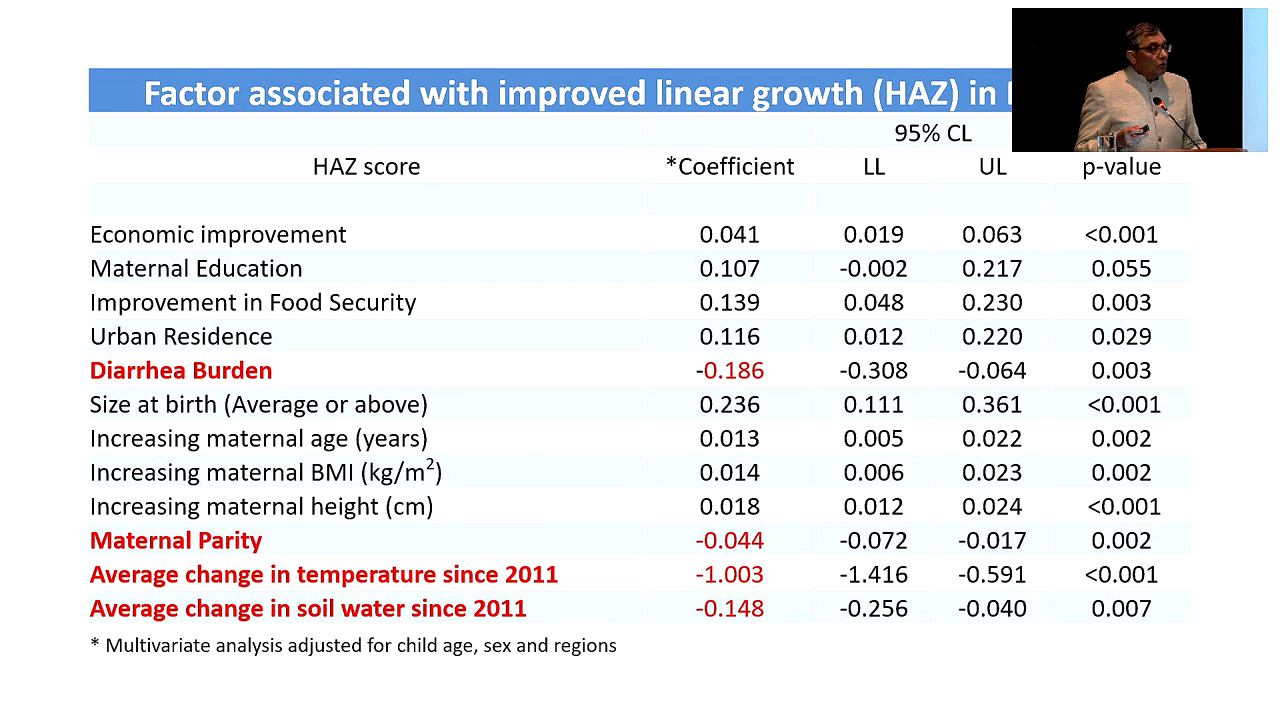 Factor associated with improved linear growth (HAZ) in
95% CL
HAZ score *Coefficient LL UL p-value
Economic improvement 0.041 0.019 0.063 <0.001
Maternal Education 0.107 -0.002 0.217 0.055
Improvement in Food Security 0.139 0.048 0.230 0.003
Urban Residence 0.116 0.012 0.220 0.029
Diarrhea Burden -0.186 -0.308 -0.064 0.003
Size at birth (Average or above) 0.236 0.111 0.361 <0.001
Increasing maternal age (years) 0.013 0.005 0.022 0.002
Increasing maternal BMI (kg/m²) 0.014 0.006 0.023 0.002
Increasing maternal height (cm) 0.018 0.012 0.024 <0.001
Maternal Parity -0.044 -0.072 -0.017 0.002
Average change in temperature since 2011 -1.003 -1.416 -0.591 <0.001
Average change in soil water since 2011 -0.148 -0.256 -0.040 0.007
* Multivariate analysis adjusted for child age, sex and regions